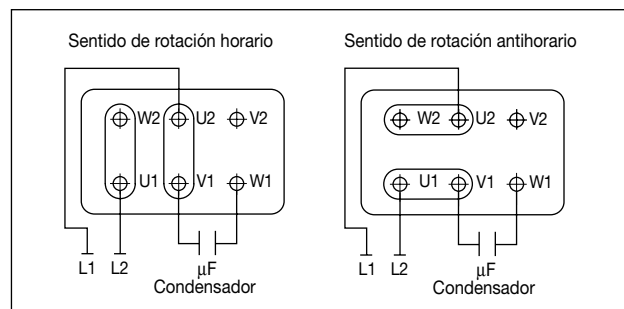 Sentido de rotación horario
Sentido de rotación antihorario
W2 U2 V2
U1 V1 W1
L1 L2 µF
Condensador
W2 U2 V2
U1 V1 W1
L1 L2 µF
Condensador